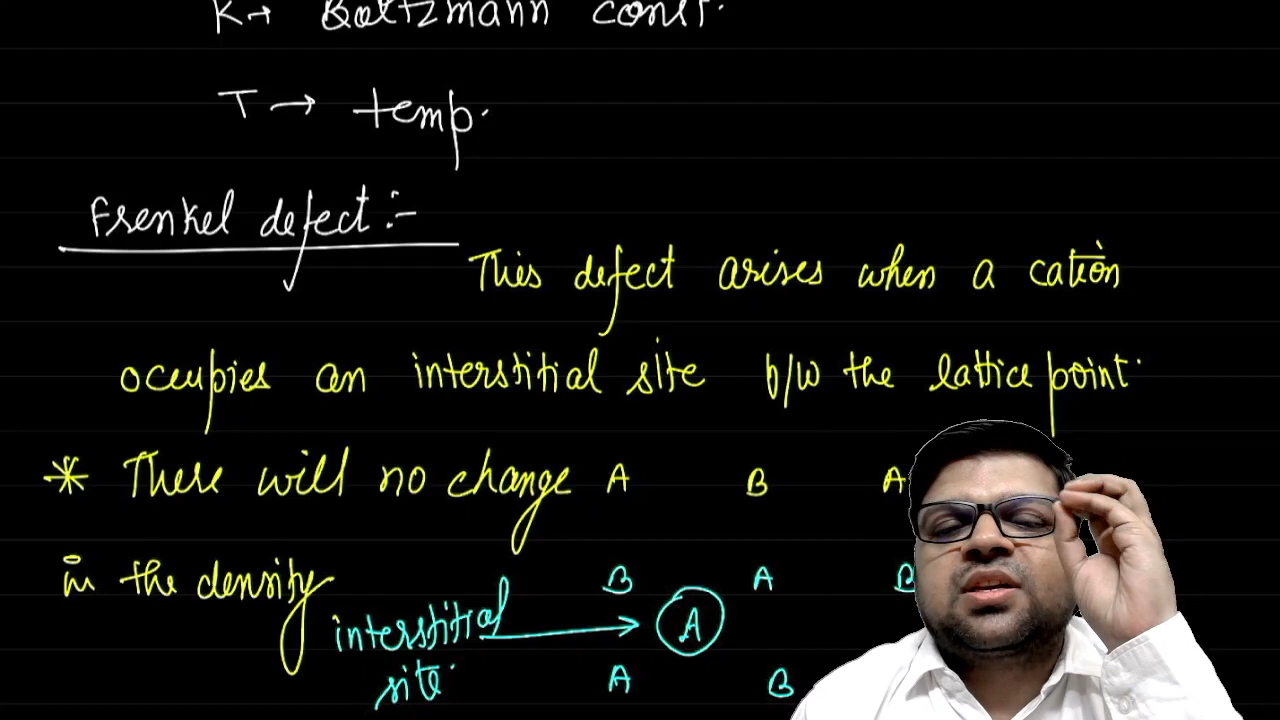 K→ Boltzmann const.
T → temp.
Frenkel defect :-
This defect arises when a cation
occupies an interstitial site b/w the lattice point.
* There will no change
in the density
A B A
B A B
interstitial → A
site.
A B